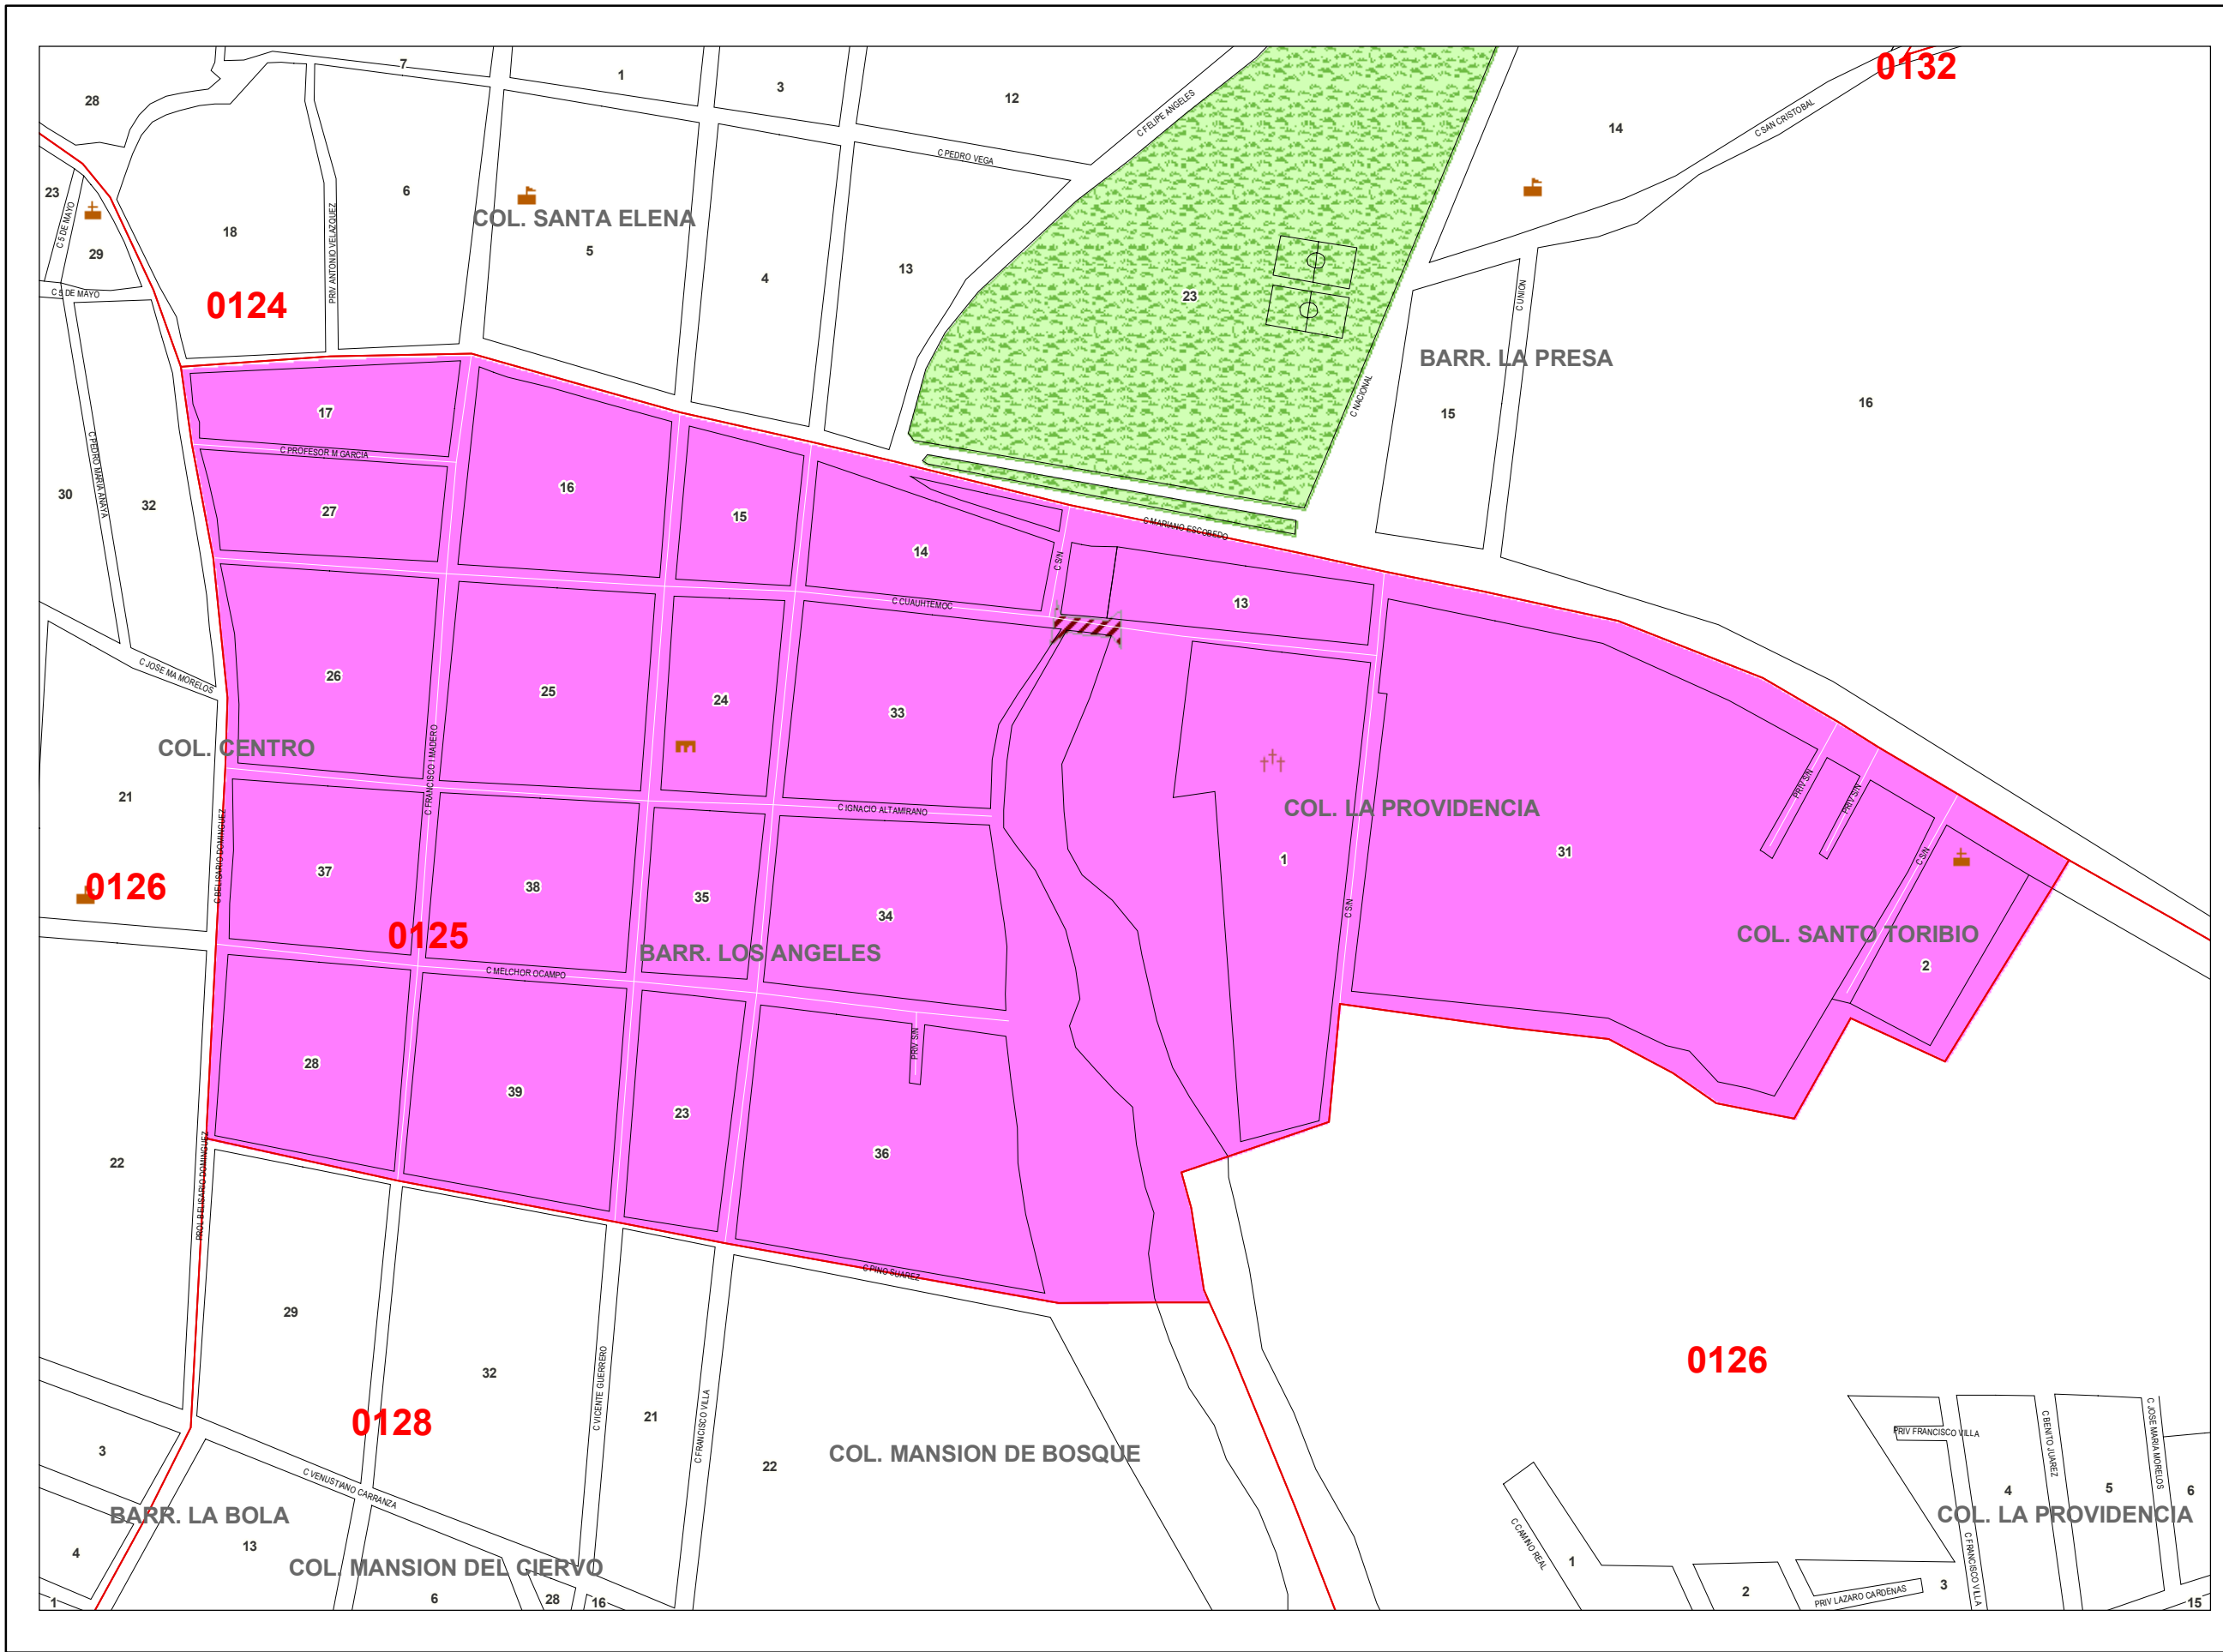 0132
7
1
3
12
28
14
C FELIPE ANGELES
C SAN CRISTOBAL
C PEDRO VEGA
23
C 5 DE MAYO
29
18
PRIV ANTONIO VELAZQUEZ
6
COL. SANTA ELENA
5
4
13
23
C UNION
C 5 DE MAYO
0124
BARR. LA PRESA
C NACIONAL
15
16
17
C PROFESOR M GARCIA
C PEDRO MARIA ANAYA
30
32
27
16
15
14
C MARIANO ESCOBEDO
C S/N
C CUAUHTEMOC
13
C JOSE MA MORELOS
26
25
24
33
COL. CENTRO
C FRANCISCO I MADERO
21
C BELISARIO DOMINGUEZ
C IGNACIO ALTAMIRANO
COL. LA PROVIDENCIA
PRIV S/N
PRIV S/N
31
1
C S/N
0126
37
38
35
34
C S/N
0125
BARR. LOS ANGELES
COL. SANTO TORIBIO
2
C MELCHOR OCAMPO
PRIV S/N
28
39
23
36
22
PROL BELISARIO DOMINGUEZ
C PINO SUAREZ
29
32
C VICENTE GUERRERO
21
C FRANCISCO VILLA
0126
0128
22
COL. MANSION DE BOSQUE
PRIV FRANCISCO VILLA
C BENITO JUAREZ
C JOSE MARIA MORELOS
3
C VENUSTIANO CARRANZA
4
5
6
BARR. LA BOLA
COL. LA PROVIDENCIA
C CAMINO REAL
C FRANCISCO VILLA
4
13
COL. MANSION DEL CIERVO
1
2
3
PRIV LAZARO CARDENAS
1
6
28
16
15